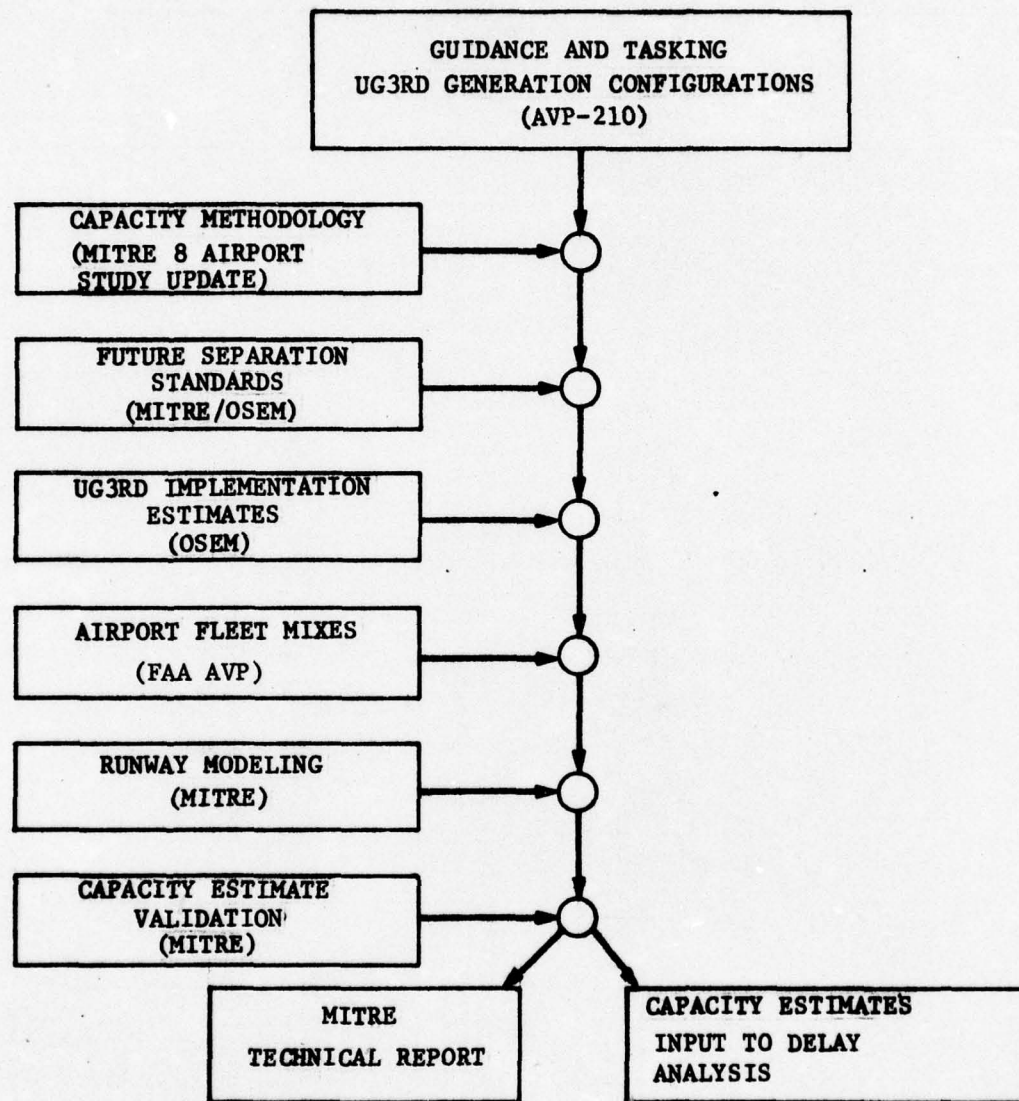 GUIDANCE AND TASKING
UG3RD GENERATION CONFIGURATIONS
(AVP-210)
CAPACITY METHODOLOGY
(MITRE 8 AIRPORT
STUDY UPDATE)
FUTURE SEPARATION
STANDARDS
(MITRE/OSEM)
UG3RD IMPLEMENTATION
ESTIMATES
(OSEM)
AIRPORT FLEET MIXES
(FAA AVP)
RUNWAY MODELING
(MITRE)
CAPACITY ESTIMATE
VALIDATION
(MITRE)
MITRE
TECHNICAL REPORT
CAPACITY ESTIMATES
INPUT TO DELAY
ANALYSIS